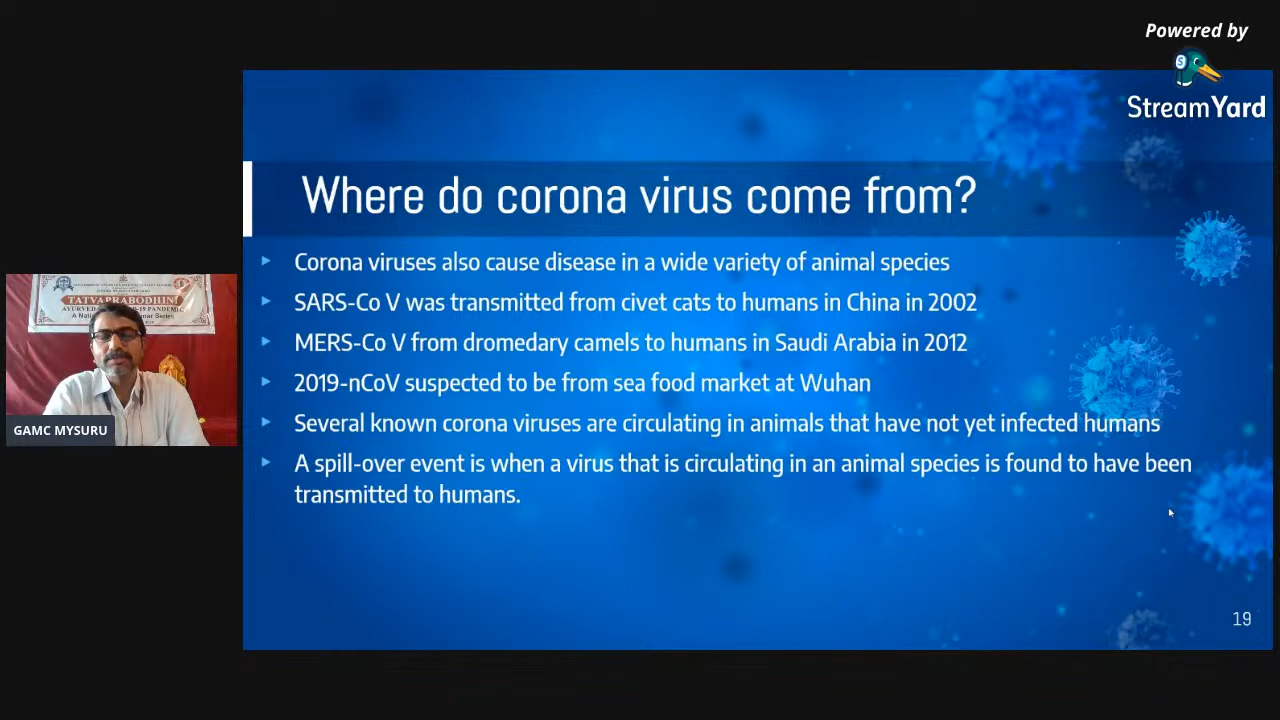 Powered by
StreamYard
Where do corona virus come from?
Corona viruses also cause disease in a wide variety of animal species
SARS-Co V was transmitted from civet cats to humans in China in 2002
MERS-Co V from dromedary camels to humans in Saudi Arabia in 2012
2019-nCoV suspected to be from sea food market at Wuhan
Several known corona viruses are circulating in animals that have not yet infected humans
A spill-over event is when a virus that is circulating in an animal species is found to have been
transmitted to humans.
19
TATVAPRABODHINI
GAMC MYSURU